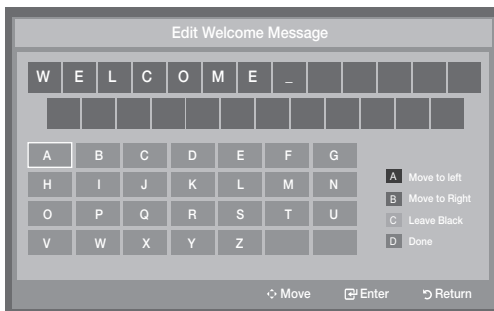 Edit Welcome Message
W E L C O M E _
A B C D E F G
H I J K L M N
O P Q R S T U
V W X Y Z
A Move to left
B Move to Right
C Leave Black
D Done
Move Enter Return